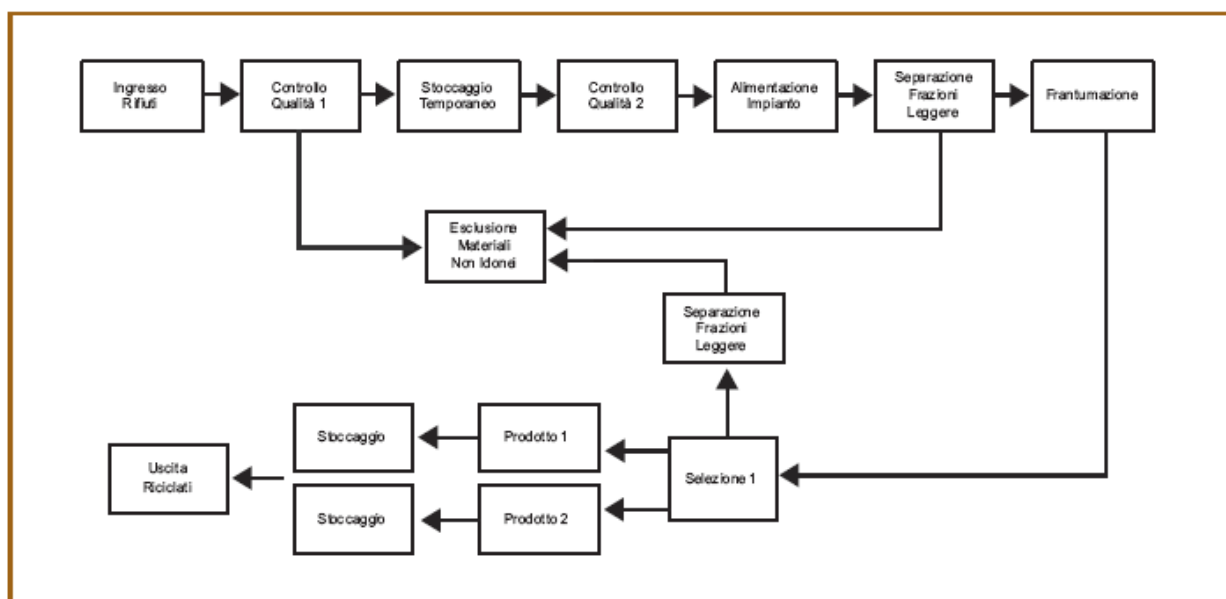 Ingresso
Rifiuti
Controllo
Qualità 1
Stoccaggio
Temporaneo
Controllo
Qualità 2
Alimentazione
Impianto
Separazione
Frazioni
Leggere
Frantumazione
Esclusione
Materiali
Non Idonei
Separazione
Frazioni
Leggere
Stoccaggio
Prodotto 1
Uscita
Riciclati
Selezione 1
Stoccaggio
Prodotto 2